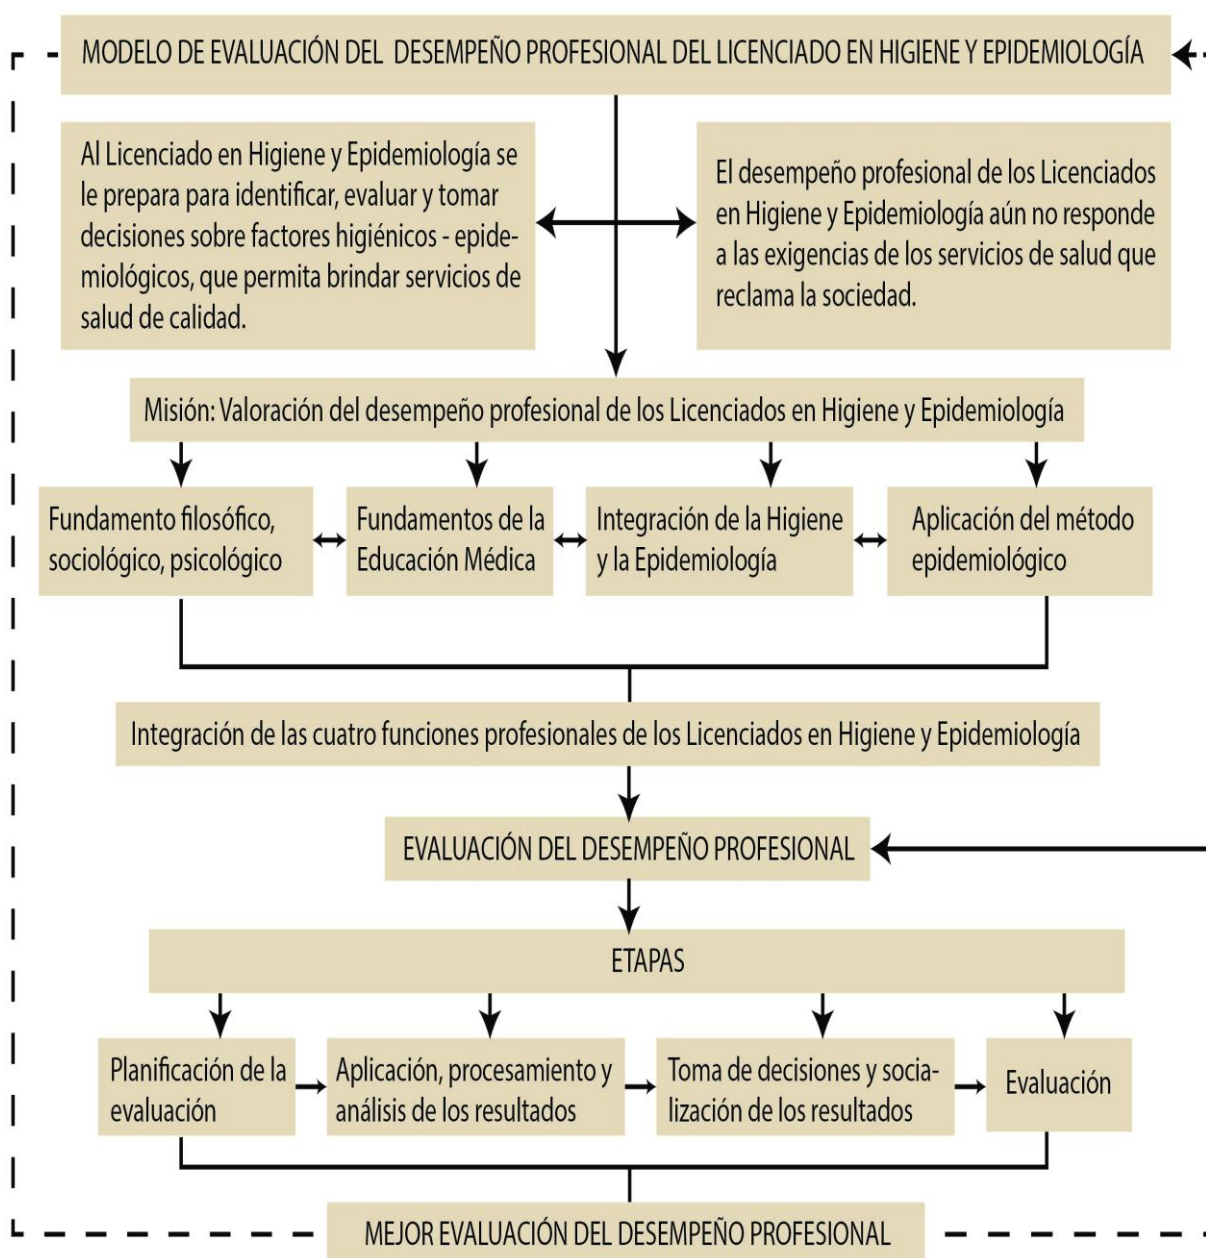 MODELO DE EVALUACIÓN DEL DESEMPEÑO PROFESIONAL DEL LICENCIADO EN HIGIENE Y EPIDEMIOLOGÍA
Al Licenciado en Higiene y Epidemiología se
le prepara para identificar, evaluar y tomar
decisiones sobre factores higiénicos - epide-
miológicos, que permita brindar servicios de
salud de calidad.
El desempeño profesional de los Licenciados
en Higiene y Epidemiología aún no responde
a las exigencias de los servicios de salud que
reclama la sociedad.
Misión: Valoración del desempeño profesional de los Licenciados en Higiene y Epidemiología
Fundamento filosófico,
sociológico, psicológico
Fundamentos de la
Educación Médica
Integración de la Higiene
y la Epidemiología
Aplicación del método
epidemiológico
Integración de las cuatro funciones profesionales de los Licenciados en Higiene y Epidemiología
EVALUACIÓN DEL DESEMPEÑO PROFESIONAL
ETAPAS
Planificación de la
evaluación
Aplicación, procesamiento y
análisis de los resultados
Toma de decisiones y socia-
lización de los resultados
Evaluación
MEJOR EVALUACIÓN DEL DESEMPEÑO PROFESIONAL